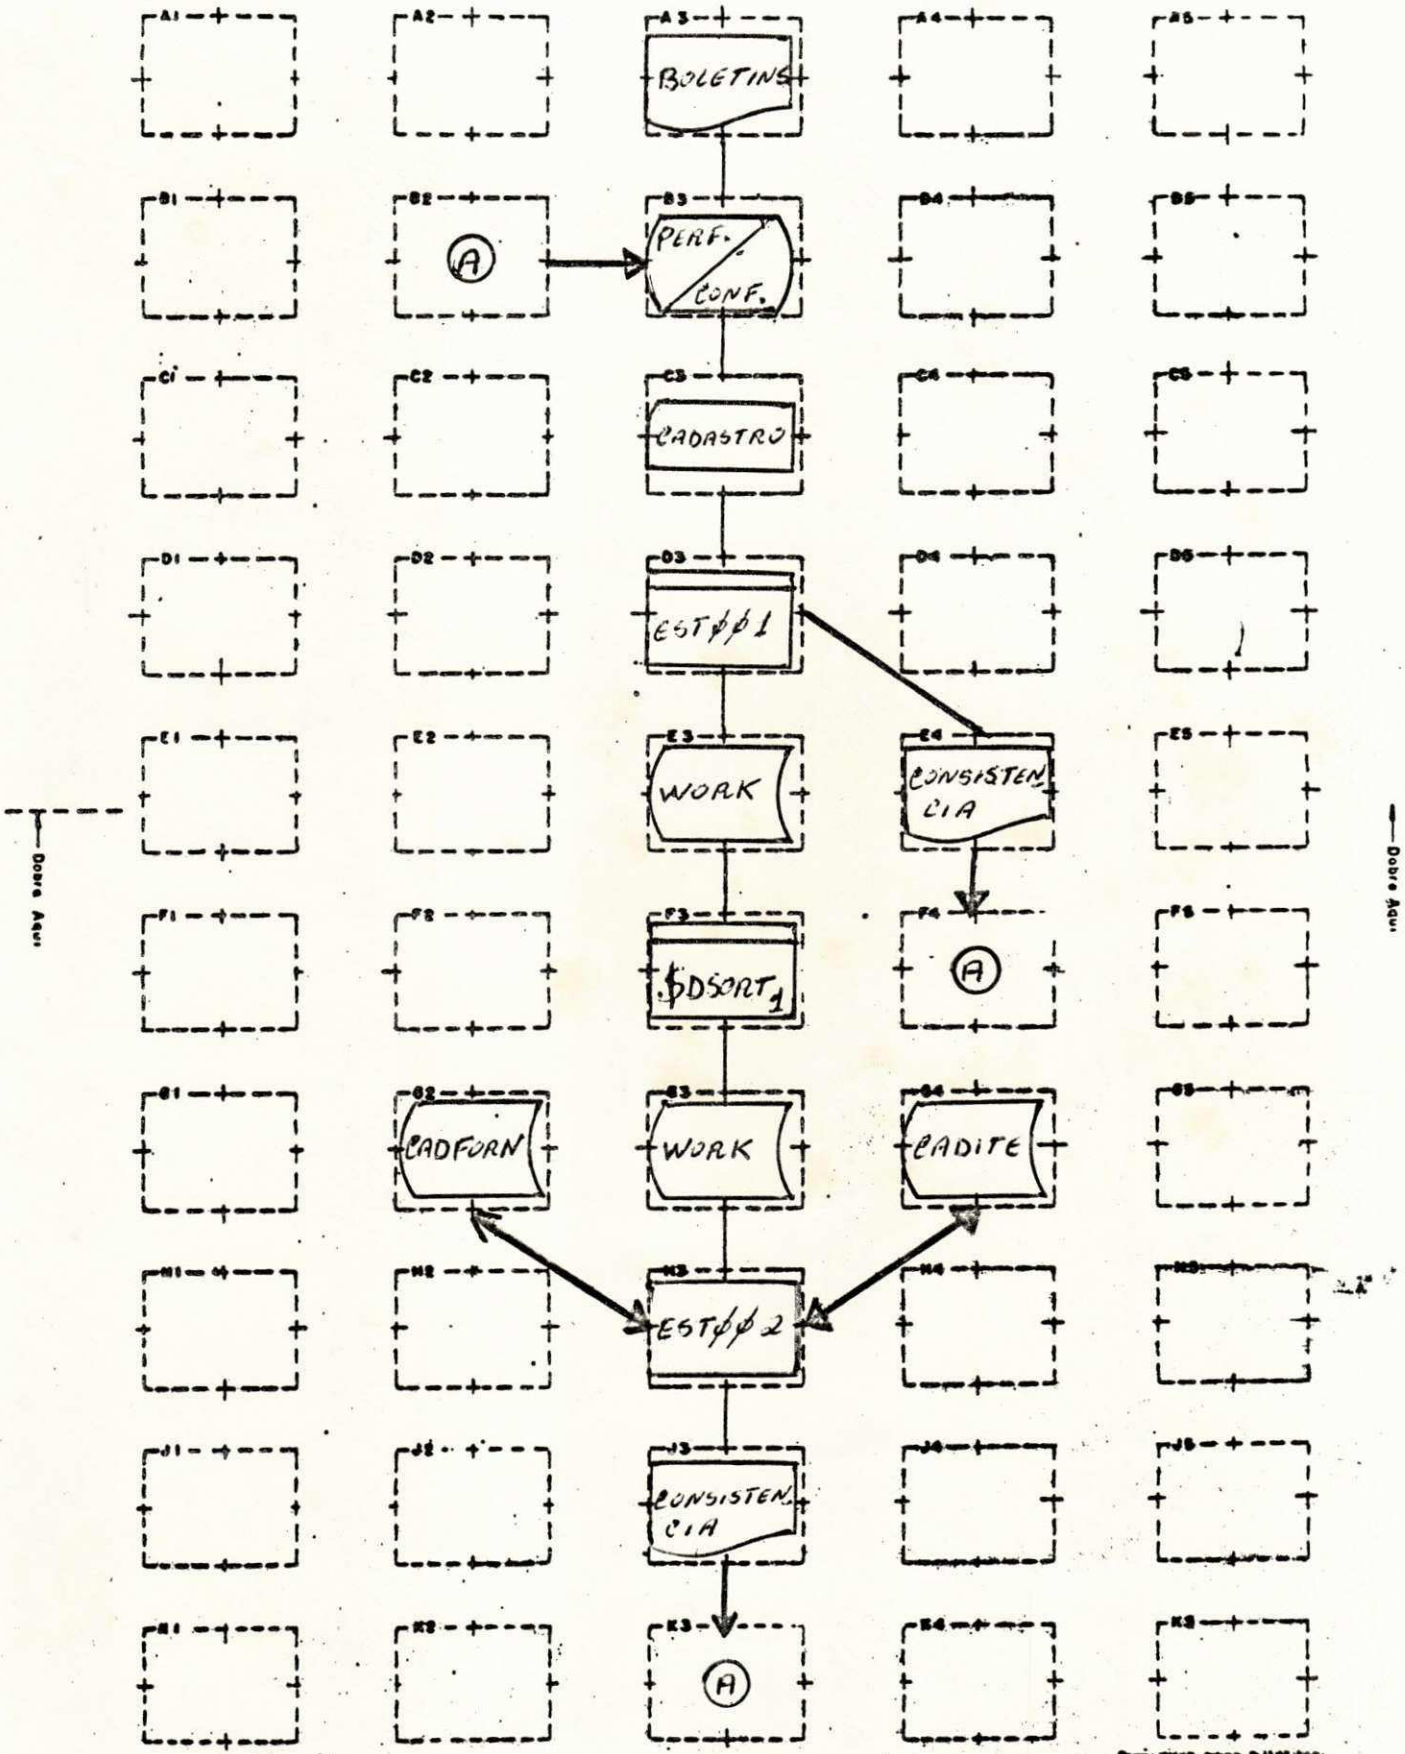 A1 A2 A3 A4 A5
BOLETINS
B1 B2 B3 B4 B5
A
PERF.
CONF.
C1 C2 C3 C4 C5
CADASTRO
D1 D2 D3 D4 D5
ESTØØ1
E1 E2 E3 E4 E5
WORK
CONSISTEN
CIA
Dobre Aqui
Dobre Aqui
F1 F2 F3 F4 F5
$DSORT1
A
G1 G2 G3 G4 G5
CADFORN WORK CADITE
H1 H2 H3 H4 H5
ESTØØ2
J1 J2 J3 J4 J5
CONSISTEN
CIA
K1 K2 K3 K4 K5
A